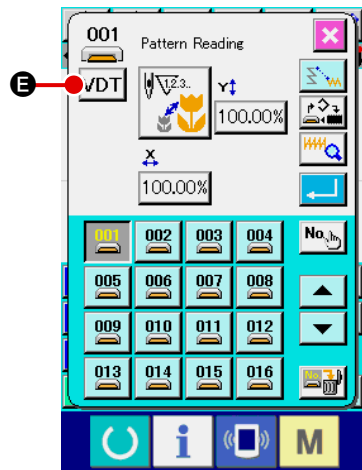 001
Pattern Reading
E
VDT
1,2,3..
Y
100.00%
X
100.00%
001 002 003 004
No.
005 006 007 008
009 010 011 012
013 014 015 016
No.
i
M